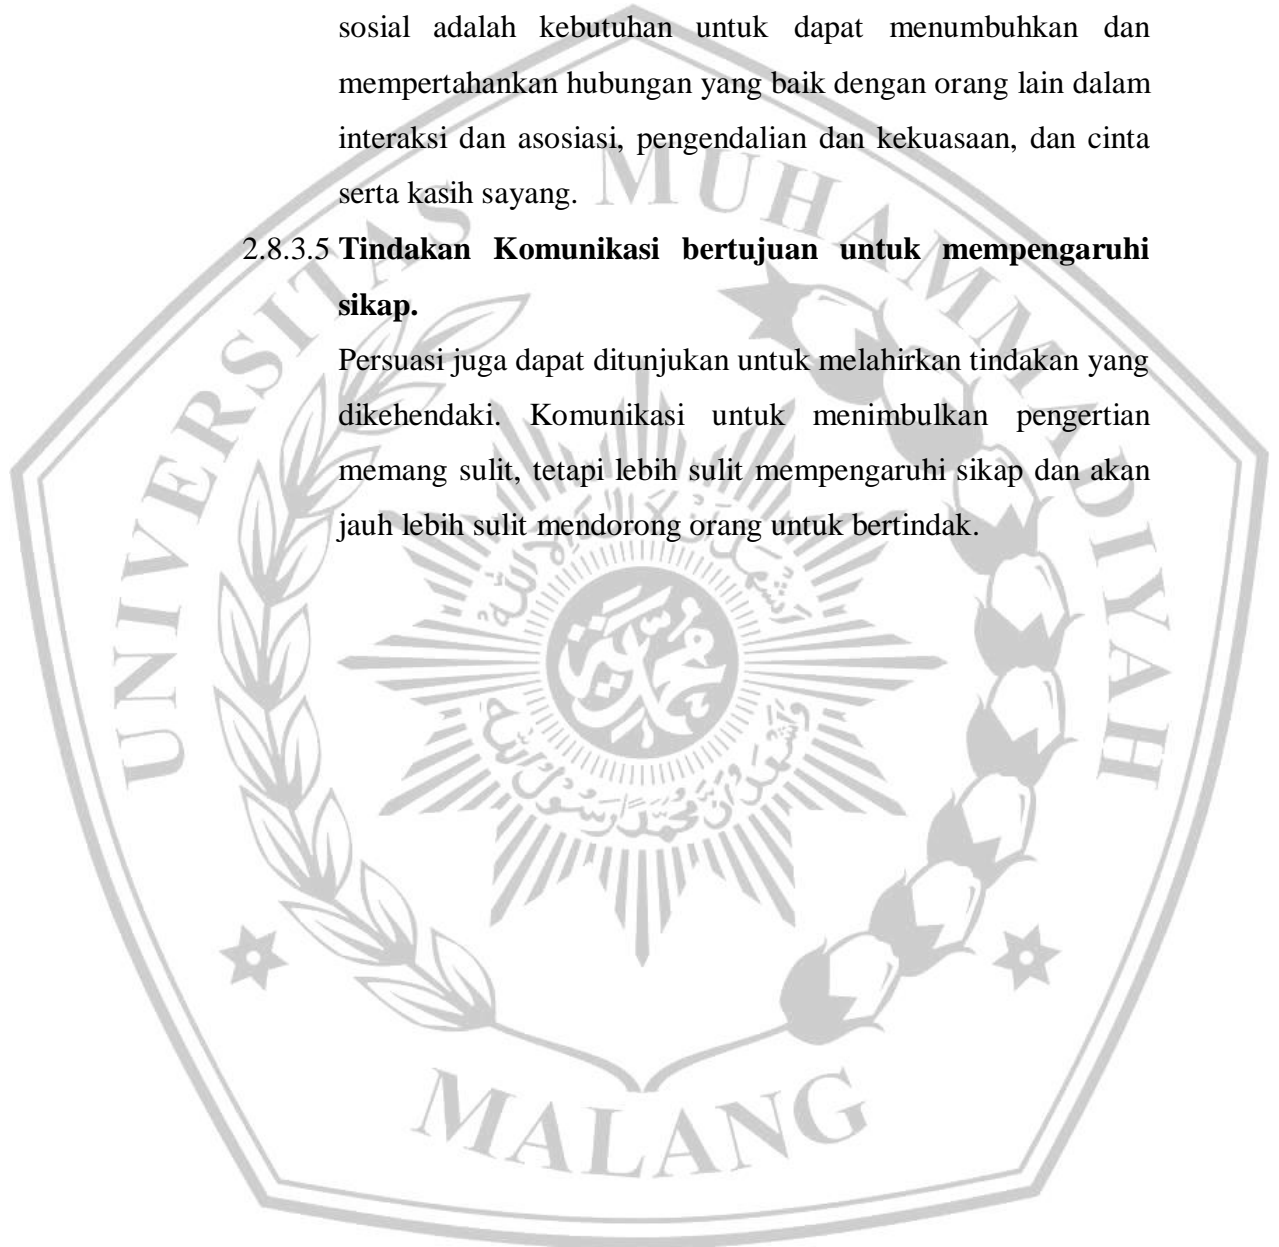 sosial adalah kebutuhan untuk dapat menumbuhkan dan
mempertahankan hubungan yang baik dengan orang lain dalam
interaksi dan asosiasi, pengendalian dan kekuasaan, dan cinta
serta kasih sayang.
2.8.3.5 Tindakan Komunikasi bertujuan untuk mempengaruhi
sikap.
Persuasi juga dapat ditunjukan untuk melahirkan tindakan yang
dikehendaki. Komunikasi untuk menimbulkan pengertian
memang sulit, tetapi lebih sulit mempengaruhi sikap dan akan
jauh lebih sulit mendorong orang untuk bertindak.
UNIVERSITAS MUHAMMADIYAH
MALANG